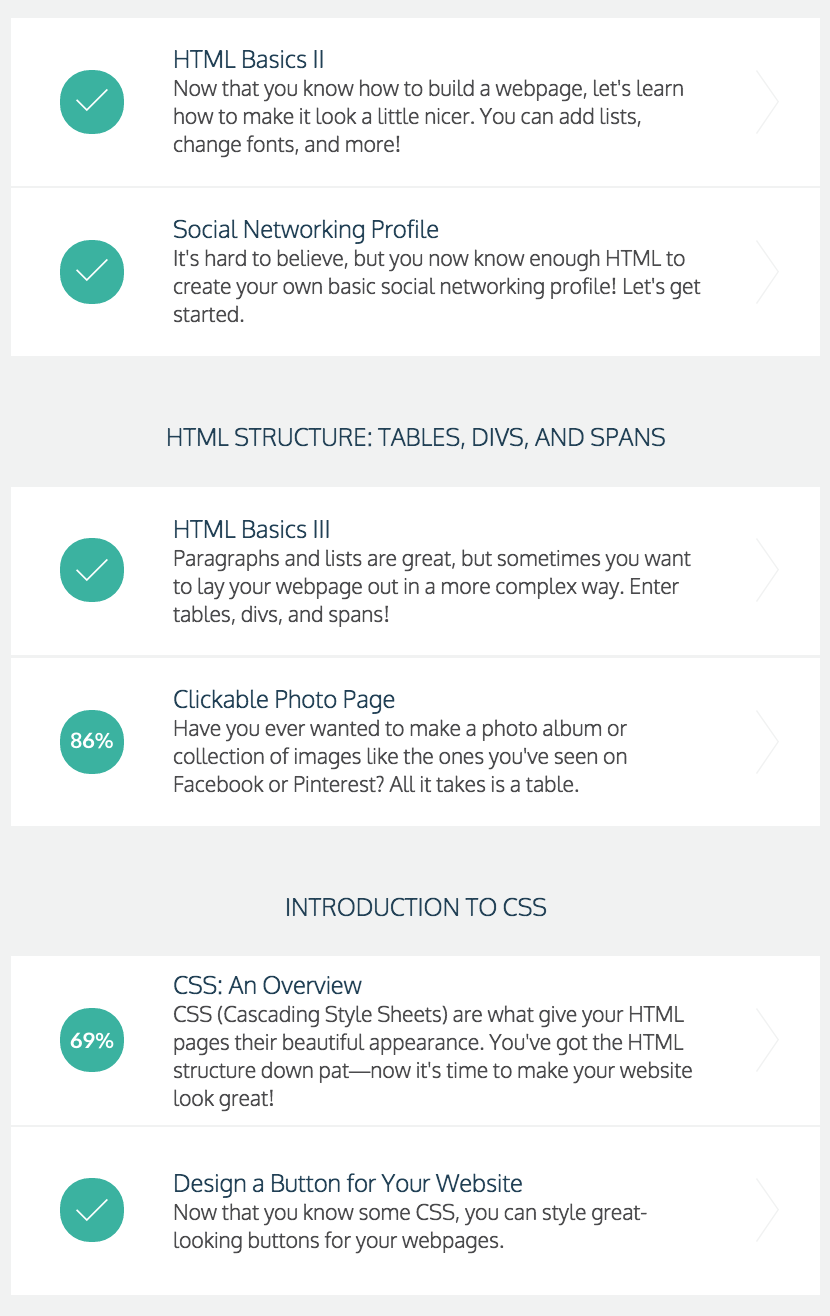 HTML Basics II
Now that you know how to build a webpage, let's learn
how to make it look a little nicer. You can add lists,
change fonts, and more!
Social Networking Profile
It's hard to believe, but you now know enough HTML to
create your own basic social networking profile! Let's get
started.
HTML STRUCTURE: TABLES, DIVS, AND SPANS
HTML Basics III
Paragraphs and lists are great, but sometimes you want
to lay your webpage out in a more complex way. Enter
tables, divs, and spans!
86%
Clickable Photo Page
Have you ever wanted to make a photo album or
collection of images like the ones you've seen on
Facebook or Pinterest? All it takes is a table.
INTRODUCTION TO CSS
69%
CSS: An Overview
CSS (Cascading Style Sheets) are what give your HTML
pages their beautiful appearance. You've got the HTML
structure down pat—now it's time to make your website
look great!
Design a Button for Your Website
Now that you know some CSS, you can style great-
looking buttons for your webpages.